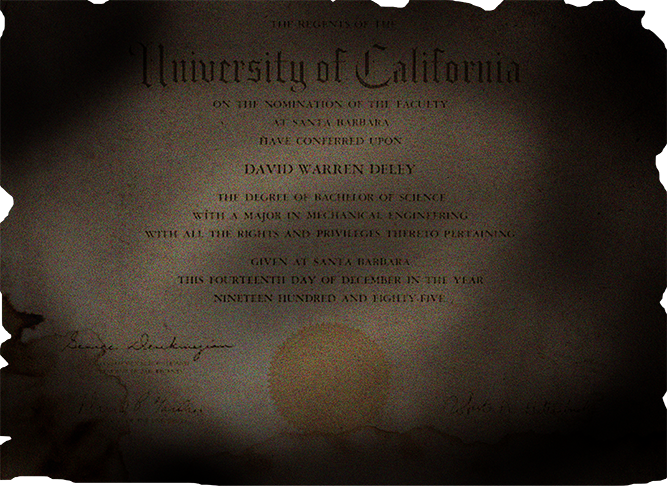 THE REGENTS OF THE
University of California
ON THE NOMINATION OF THE FACULTY
AT SANTA BARBARA
HAVE CONFERRED UPON
DAVID WARREN DELEY
THE DEGREE OF BACHELOR OF SCIENCE
WITH A MAJOR IN MECHANICAL ENGINEERING
WITH ALL THE RIGHTS AND PRIVILEGES THERETO PERTAINING
GIVEN AT SANTA BARBARA
THIS FOURTEENTH DAY OF DECEMBER IN THE YEAR
NINETEEN HUNDRED AND EIGHTY-FIVE
George Deukmejian